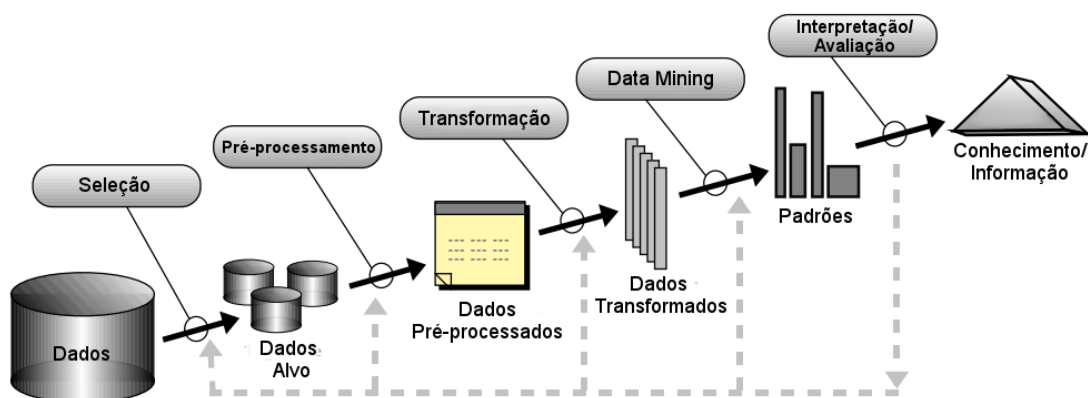 Interpretação/
Avaliação
Data Mining
Transformação
Pré-processamento
Seleção
Conhecimento/
Informação
Padrões
Dados
Transformados
Dados
Pré-processados
Dados
Alvo
Dados